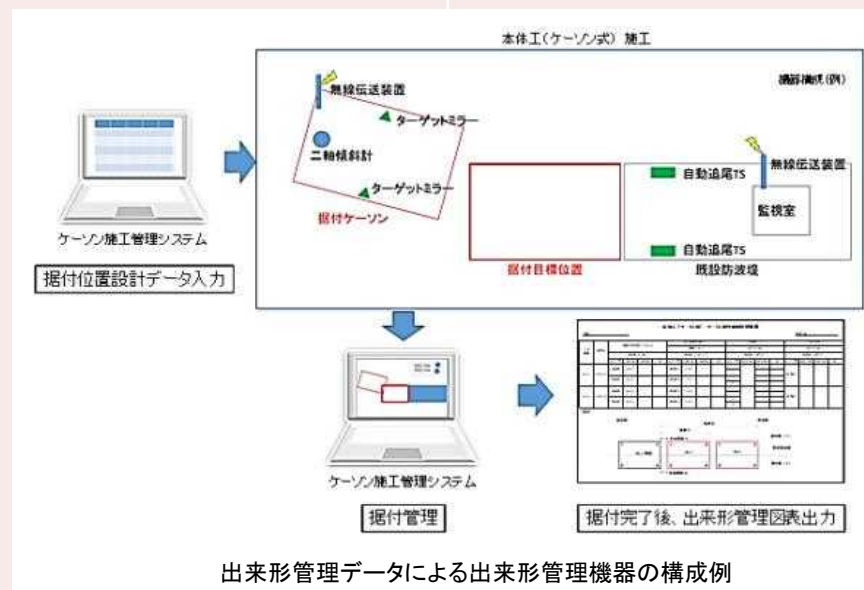 本体工(ケーソン式) 施工
機器構成(例)
無線伝送装置
ターゲットミラー
二軸傾斜計
ターゲットミラー
据付ケーソン
自動追尾TS
無線伝送装置
監視室
自動追尾TS
据付目標位置
既設防波堤
ケーソン施工管理システム
据付位置設計データ入力
ケーソン施工管理システム
据付管理
据付完了後、出来形管理図表出力
出来形管理データによる出来形管理機器の構成例